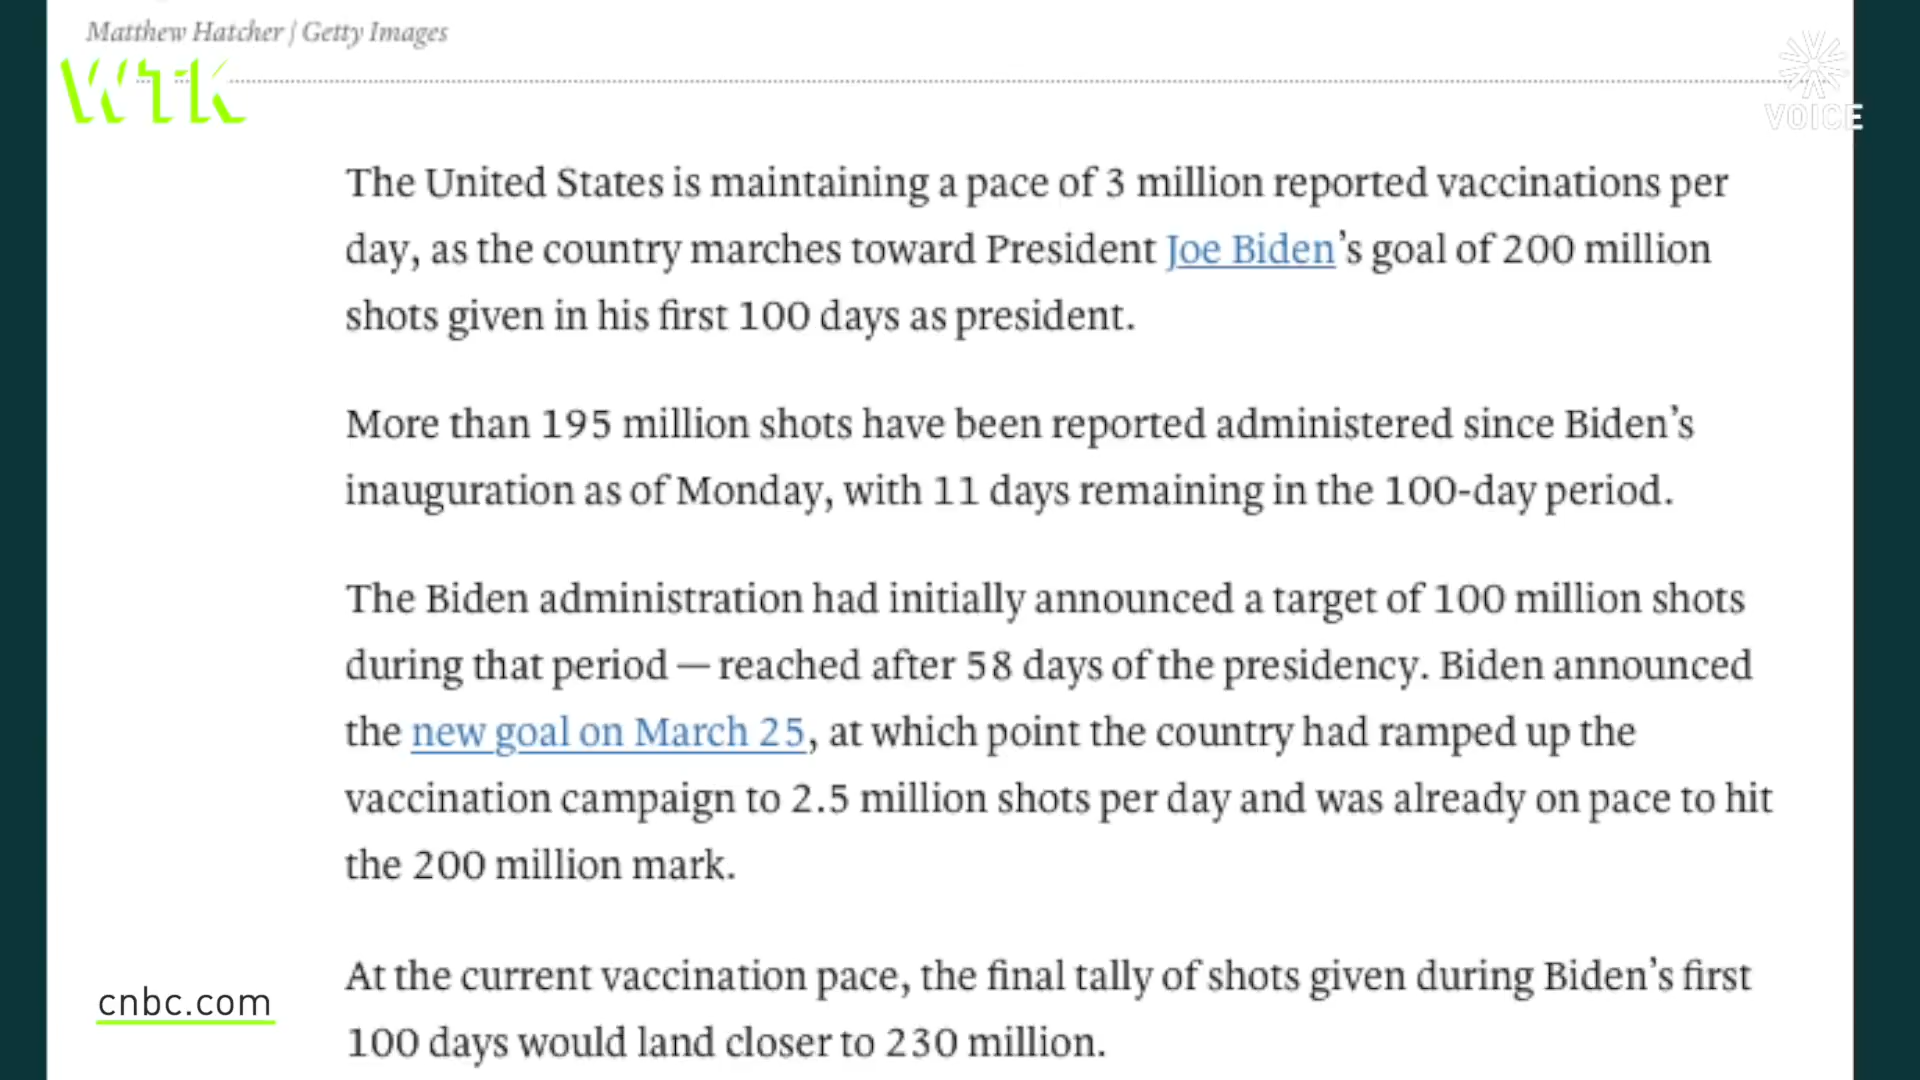 Matthew Hatcher / Getty Images
WTK
VOICE
The United States is maintaining a pace of 3 million reported vaccinations per
day, as the country marches toward President Joe Biden’s goal of 200 million
shots given in his first 100 days as president.
More than 195 million shots have been reported administered since Biden’s
inauguration as of Monday, with 11 days remaining in the 100-day period.
The Biden administration had initially announced a target of 100 million shots
during that period — reached after 58 days of the presidency. Biden announced
the new goal on March 25, at which point the country had ramped up the
vaccination campaign to 2.5 million shots per day and was already on pace to hit
the 200 million mark.
At the current vaccination pace, the final tally of shots given during Biden’s first
100 days would land closer to 230 million.
cnbc.com